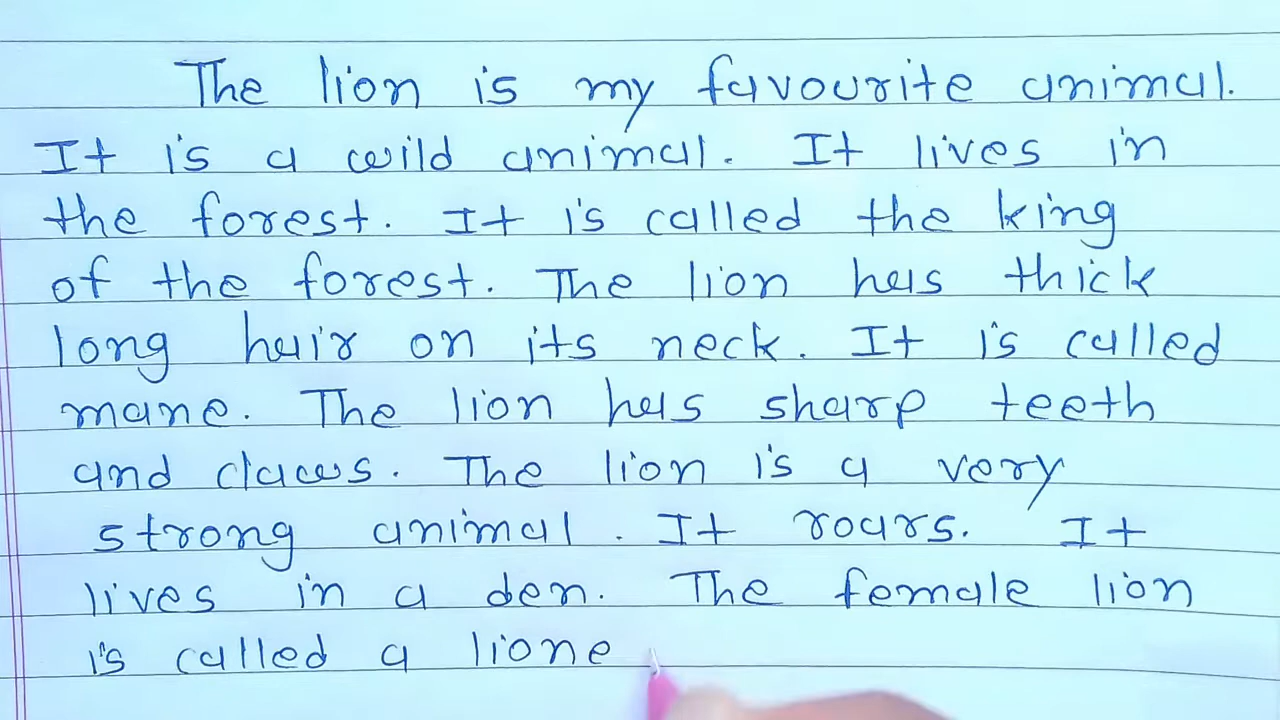 The lion is my favourite animal.
It is a wild animal. It lives in
the forest. It is called the king
of the forest. The lion has thick
long hair on its neck. It is called
mane. The lion has sharp teeth
and claws. The lion is a very
strong animal. It roars. It
lives in a den. The female lion
is called a lione